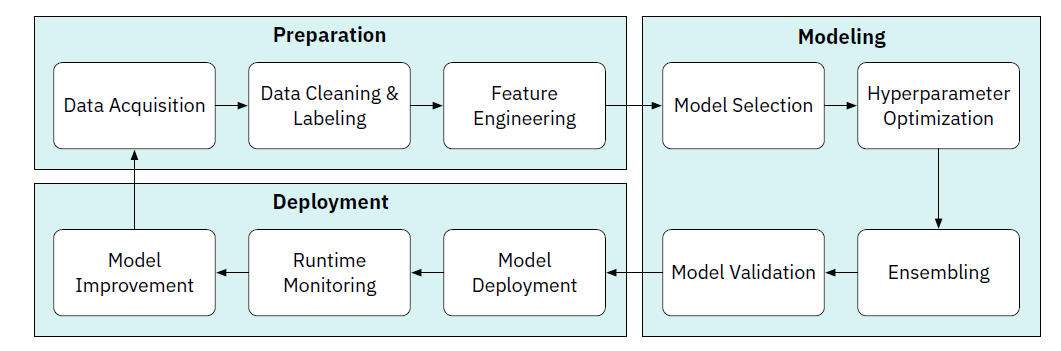 Preparation
Data Acquisition
Data Cleaning &
Labeling
Feature
Engineering
Modeling
Model Selection
Hyperparameter
Optimization
Ensembling
Model Validation
Deployment
Model
Deployment
Runtime
Monitoring
Model
Improvement